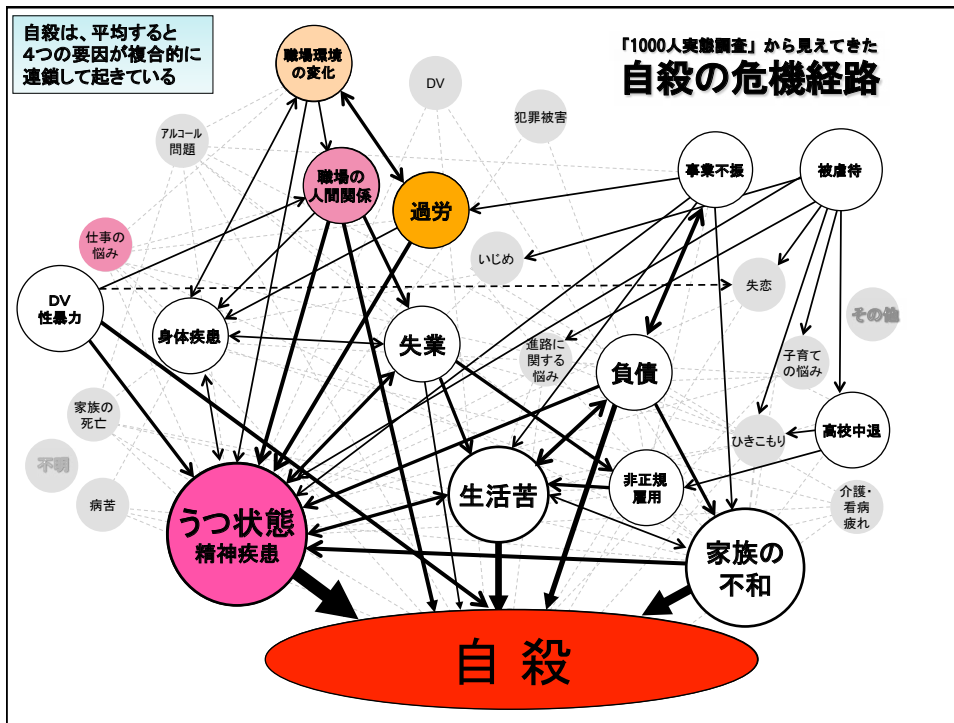 自殺は、平均すると
4つの要因が複合的に
連鎖して起きている
「1000人実態調査」から見えてきた
自殺の危機経路
職場環境
の変化
DV
犯罪被害
アルコール
問題
職場の
人間関係
過労
事業不振
被虐待
仕事の
悩み
いじめ
失恋
DV
性暴力
身体疾患
失業
進路に
関する
悩み
負債
その他
子育て
の悩み
家族の
死亡
ひきこもり
高校中退
不明
病苦
うつ状態
精神疾患
生活苦
非正規
雇用
介護・
看病
疲れ
家族の
不和
自殺